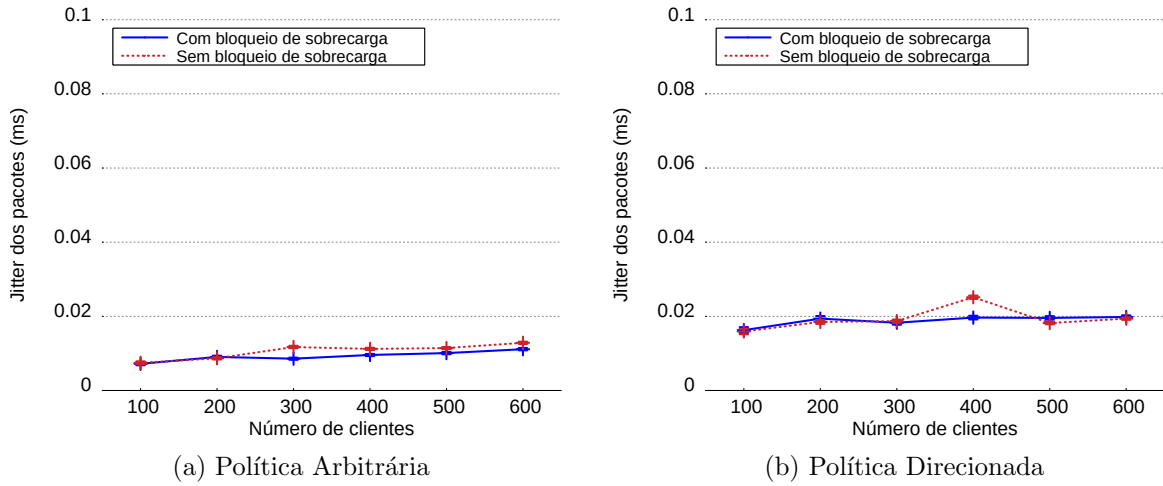 0.1
0.08
0.06
0.04
0.02
0
Jitter dos pacotes (ms)
Com bloqueio de sobrecarga
Sem bloqueio de sobrecarga
100 200 300 400 500 600
Número de clientes
(a) Política Arbitrária
0.1
0.08
0.06
0.04
0.02
0
Jitter dos pacotes (ms)
Com bloqueio de sobrecarga
Sem bloqueio de sobrecarga
100 200 300 400 500 600
Número de clientes
(b) Política Direcionada